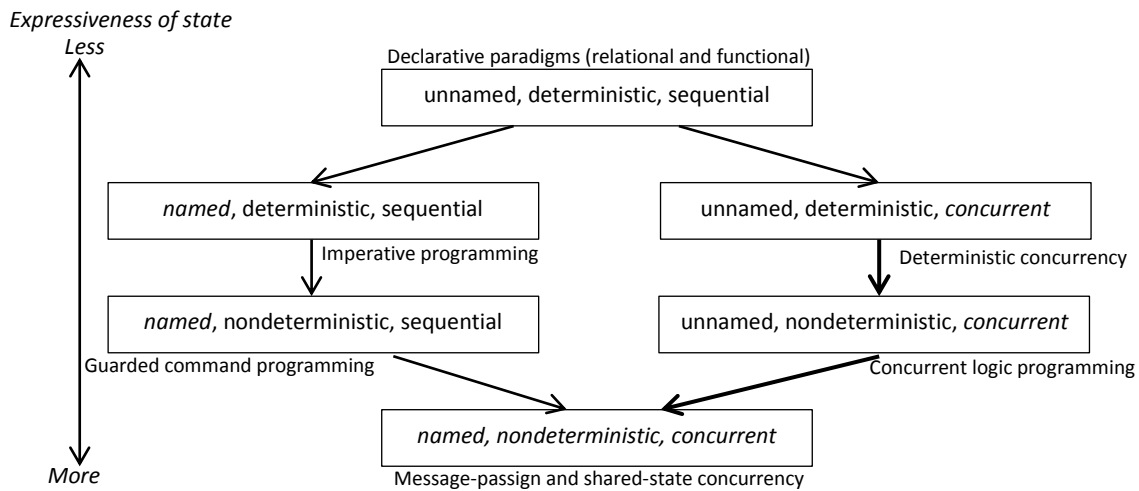 Expressiveness of state
Less
Declarative paradigms (relational and functional)
unnamed, deterministic, sequential
named, deterministic, sequential
unnamed, deterministic, concurrent
Imperative programming
Deterministic concurrency
named, nondeterministic, sequential
unnamed, nondeterministic, concurrent
Guarded command programming
Concurrent logic programming
named, nondeterministic, concurrent
More
Message-passign and shared-state concurrency